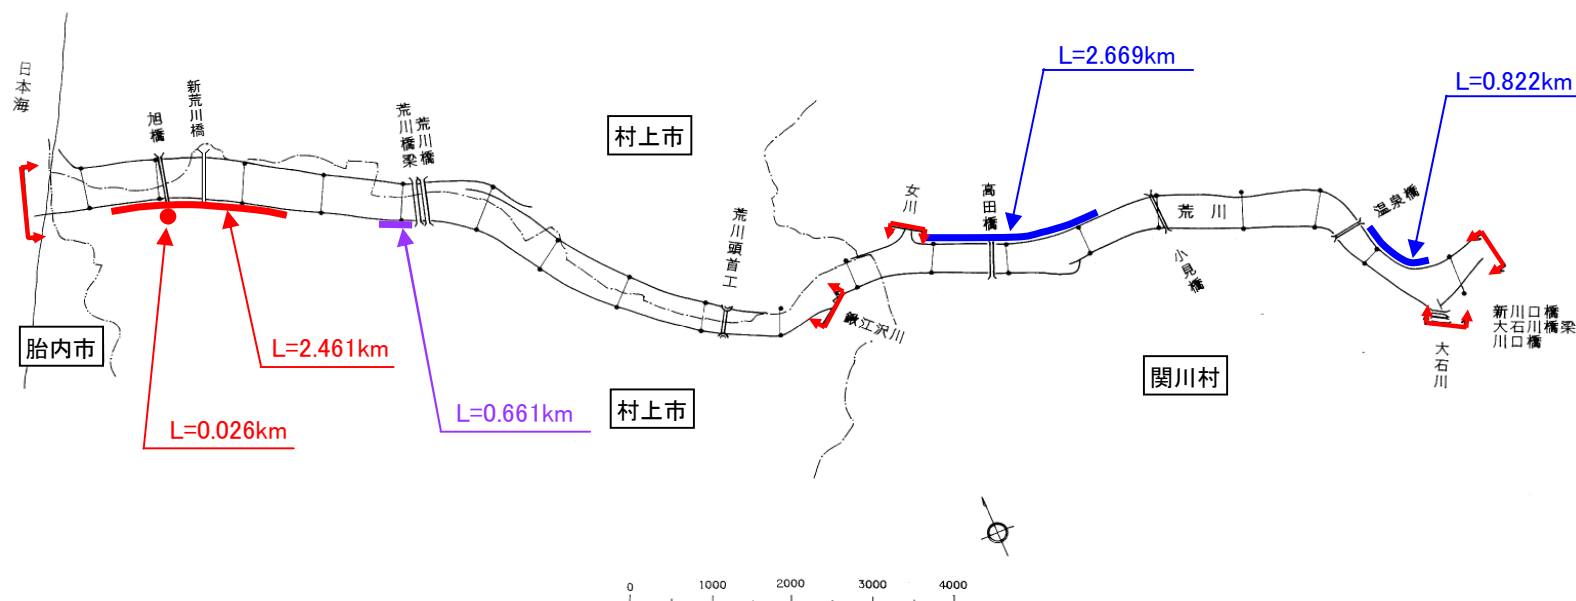 日本海
旭橋
新荒川橋
荒川橋梁
荒川橋
村上市
荒川頭首工
女川
高田橋
L=2.669km
L=0.822km
荒川
小見橋
温泉橋
鍬江沢川
新川口橋
大石川橋梁
川口橋
大石川
胎内市
L=2.461km
L=0.026km
L=0.661km
村上市
関川村
0 1000 2000 3000 4000